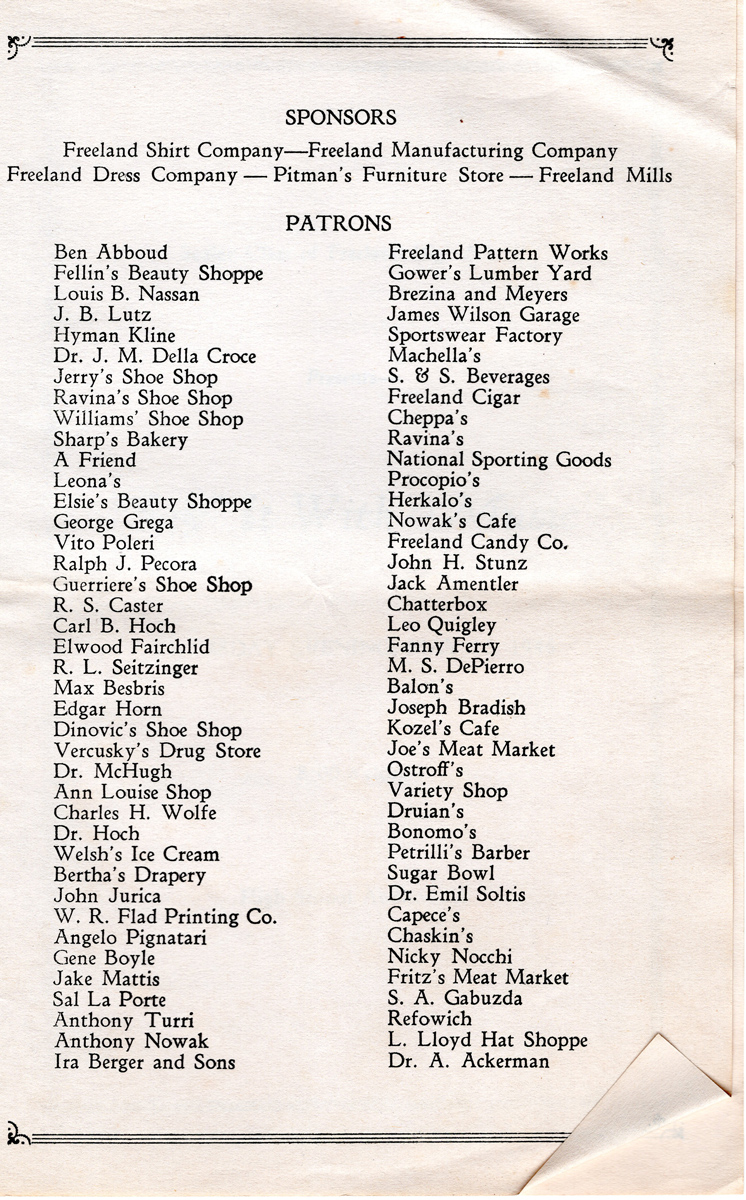 SPONSORS
Freeland Shirt Company—Freeland Manufacturing Company
Freeland Dress Company — Pitman's Furniture Store — Freeland Mills
PATRONS
Ben Abboud
Fellin's Beauty Shoppe
Louis B. Nassan
J. B. Lutz
Hyman Kline
Dr. J. M. Della Croce
Jerry's Shoe Shop
Ravina's Shoe Shop
Williams' Shoe Shop
Sharp's Bakery
A Friend
Leona's
Elsie's Beauty Shoppe
George Grega
Vito Poleri
Ralph J. Pecora
Guerriere's Shoe Shop
R. S. Caster
Carl B. Hoch
Elwood Fairchlid
R. L. Seitzinger
Max Besbris
Edgar Horn
Dinovic's Shoe Shop
Vercusky's Drug Store
Dr. McHugh
Ann Louise Shop
Charles H. Wolfe
Dr. Hoch
Welsh's Ice Cream
Bertha's Drapery
John Jurica
W. R. Flad Printing Co.
Angelo Pignatari
Gene Boyle
Jake Mattis
Sal La Porte
Anthony Turri
Anthony Nowak
Ira Berger and Sons
Freeland Pattern Works
Gower's Lumber Yard
Brezina and Meyers
James Wilson Garage
Sportswear Factory
Machella's
S. & S. Beverages
Freeland Cigar
Cheppa's
Ravina's
National Sporting Goods
Procopio's
Herkalo's
Nowak's Cafe
Freeland Candy Co.
John H. Stunz
Jack Amentler
Chatterbox
Leo Quigley
Fanny Ferry
M. S. DePierro
Balon's
Joseph Bradish
Kozel's Cafe
Joe's Meat Market
Ostroff's
Variety Shop
Druian's
Bonomo's
Petrilli's Barber
Sugar Bowl
Dr. Emil Soltis
Capece's
Chaskin's
Nicky Nocchi
Fritz's Meat Market
S. A. Gabuzda
Refowich
L. Lloyd Hat Shoppe
Dr. A. Ackerman